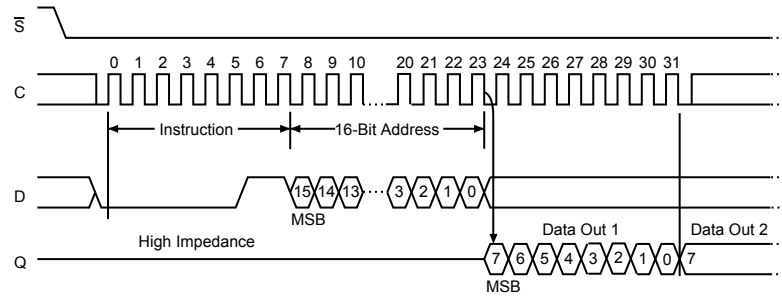 S
0 1 2 3 4 5 6 7 8 9 10 20 21 22 23 24 25 26 27 28 29 30 31
C
Instruction 16-Bit Address
D 15 14 13 3 2 1 0
MSB
High Impedance Data Out 1 Data Out 2
Q 7 6 5 4 3 2 1 0 7
MSB